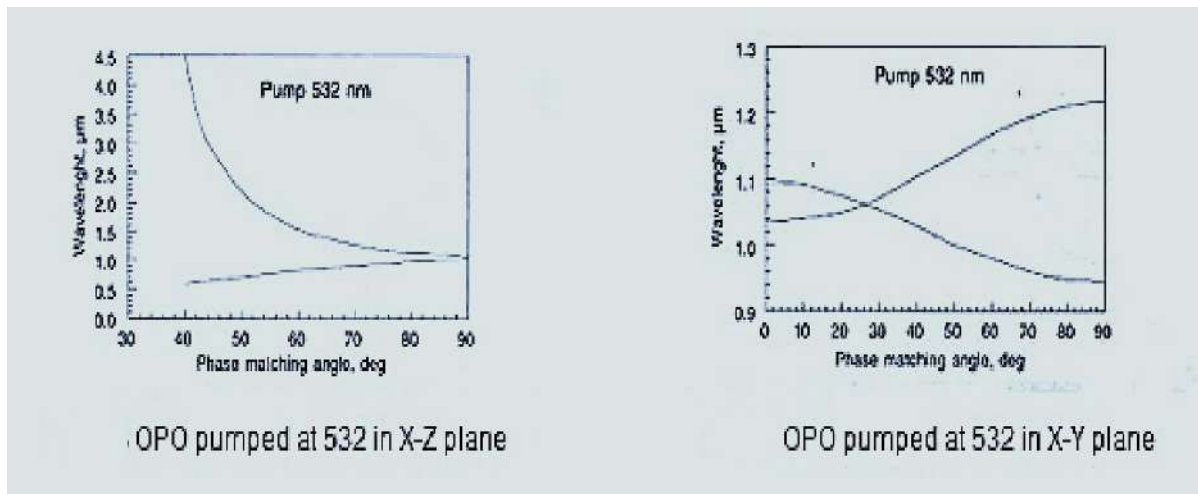 4.5
4.0
3.5
3.0
2.5
2.0
1.5
1.0
0.5
0.0
Wavelenght, µm
Pump 532 nm
30 40 50 60 70 80 90
Phase matching angle, deg
OPO pumped at 532 in X-Z plane
1.3
1.2
1.1
1.0
0.9
Wavelenght, µm
Pump 532 nm
0 10 20 30 40 50 60 70 80 90
Phase matching angle, deg
OPO pumped at 532 in X-Y plane